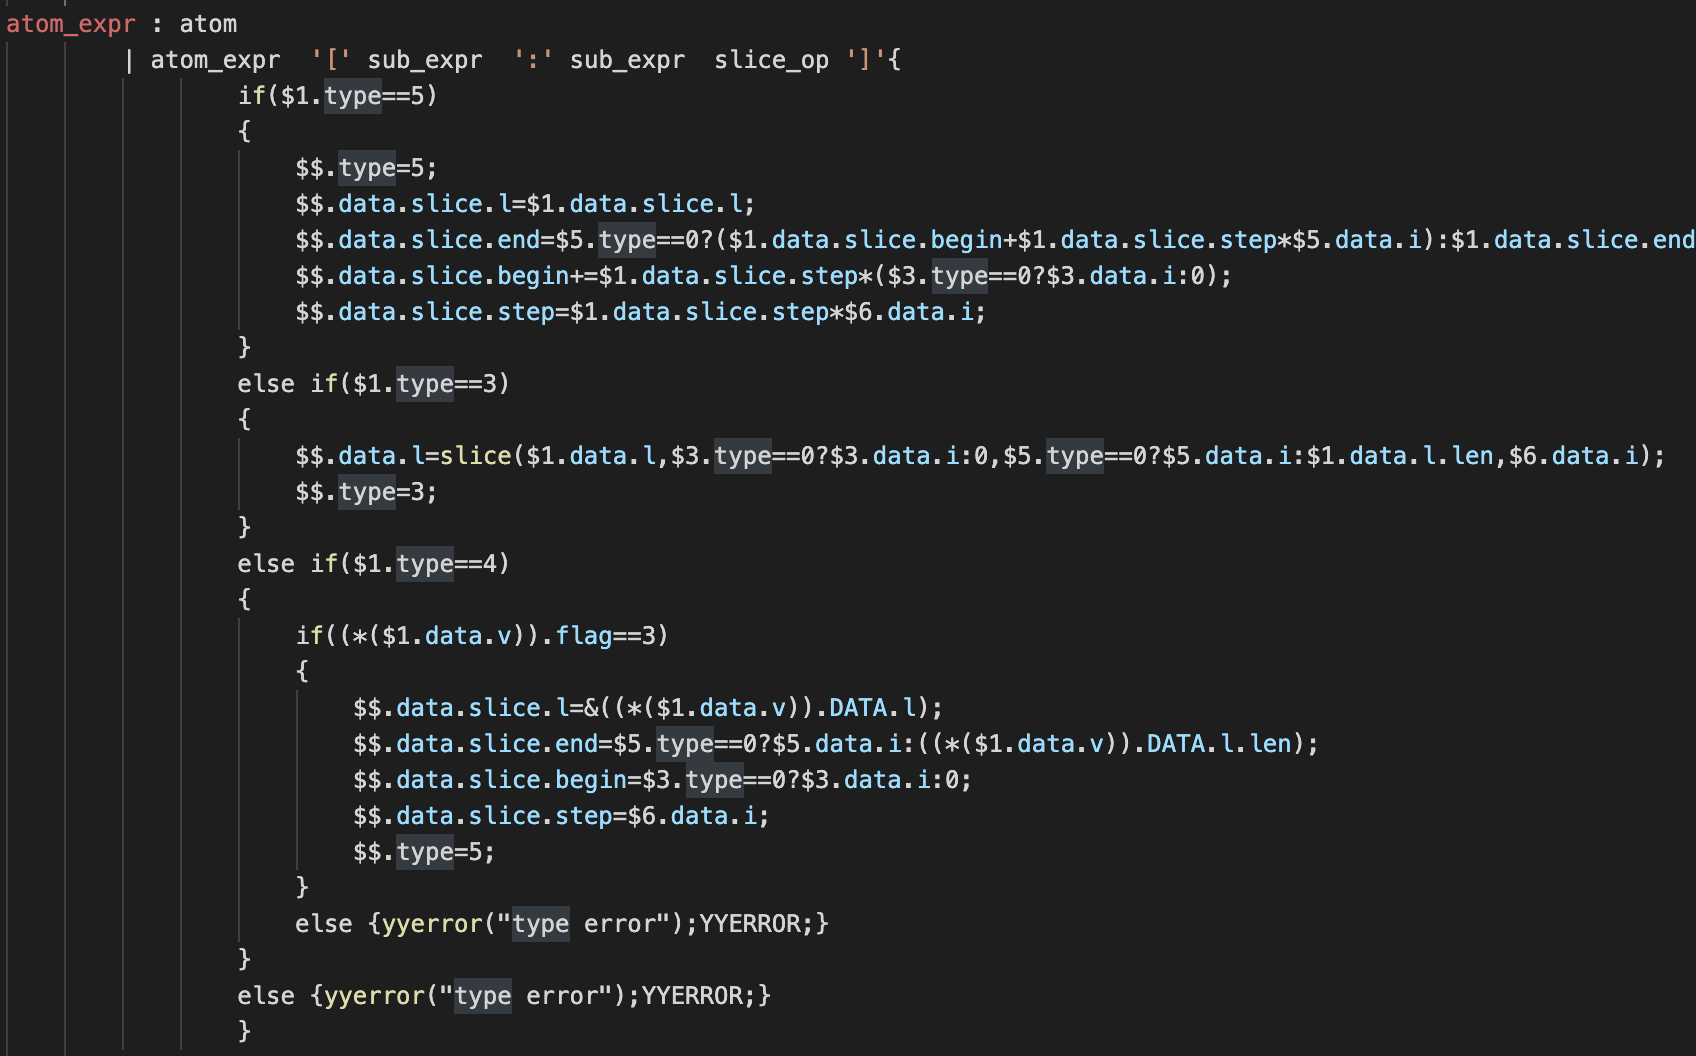 atom_expr : atom
| atom_expr '[' sub_expr ':' sub_expr slice_op ']'{
if($1.type==5)
{
$$.type=5;
$$.data.slice.l=$1.data.slice.l;
$$.data.slice.end=$5.type==0?($1.data.slice.begin+$1.data.slice.step*$5.data.i):$1.data.slice.end
$$.data.slice.begin+=$1.data.slice.step*($3.type==0?$3.data.i:0);
$$.data.slice.step=$1.data.slice.step*$6.data.i;
}
else if($1.type==3)
{
$$.data.l=slice($1.data.l,$3.type==0?$3.data.i:0,$5.type==0?$5.data.i:$1.data.l.len,$6.data.i);
$$.type=3;
}
else if($1.type==4)
{
if((*($1.data.v)).flag==3)
{
$$.data.slice.l=&((*($1.data.v)).DATA.l);
$$.data.slice.end=$5.type==0?$5.data.i:((*($1.data.v)).DATA.l.len);
$$.data.slice.begin=$3.type==0?$3.data.i:0;
$$.data.slice.step=$6.data.i;
$$.type=5;
}
else {yyerror("type error");YYERROR;}
}
else {yyerror("type error");YYERROR;}
}